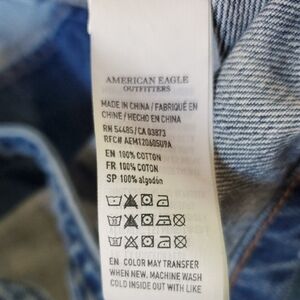 AMERICAN EAGLE
OUTFITTERS
MADE IN CHINA / FABRIQUÉ EN
CHINE / HECHO EN CHINA
RN 54485/CA 03873
RFC# AEM120605U9A
EN 100% COTTON
FR 100% COTON
SP 100% algodón
EN COLOR MAY TRANSFER
WHEN NEW. MACHINE WASH
COLD INSIDE OUT WITH LIKE